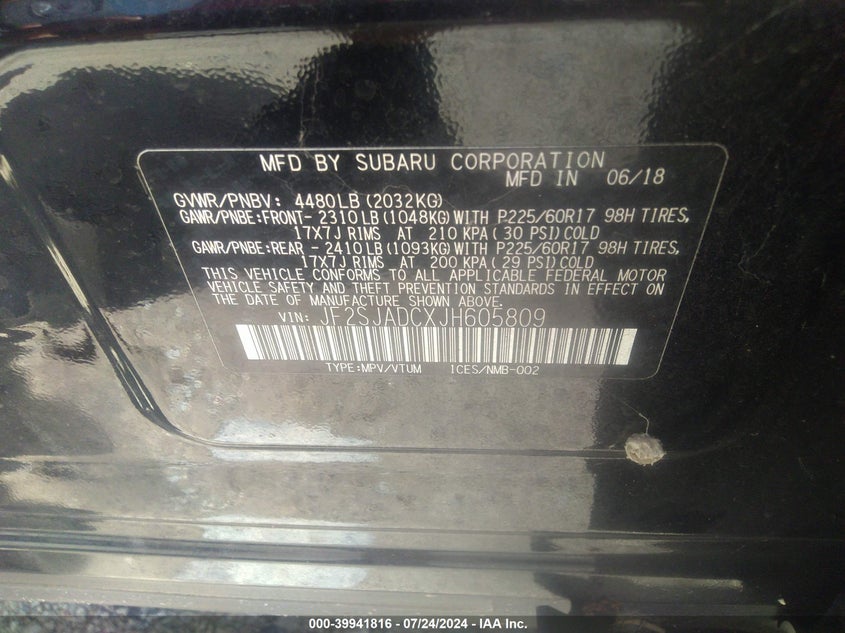 MFD BY SUBARU CORPORATION
MFD IN 06/18
GVWR/PNBV: 4480LB (2032KG)
GAWR/PNBE:FRONT- 2310 LB (1048KG) WITH P225/60R17 98H TIRES,
17X7J RIMS AT 210 KPA ( 30 PSI) COLD
GAWR/PNBE:REAR - 2410 LB (1093KG) WITH P225/60R17 98H TIRES,
17X7J RIMS AT 200 KPA ( 29 PSI) COLD
THIS VEHICLE CONFORMS TO ALL APPLICABLE FEDERAL MOTOR
VEHICLE SAFETY AND THEFT PREVENTION STANDARDS IN EFFECT ON
THE DATE OF MANUFACTURE SHOWN ABOVE.
VIN: JF2SJADCXJH605809
TYPE:MPV/VTUM ICES/NMB-002
000-39941816 - 07/24/2024 - IAA Inc.